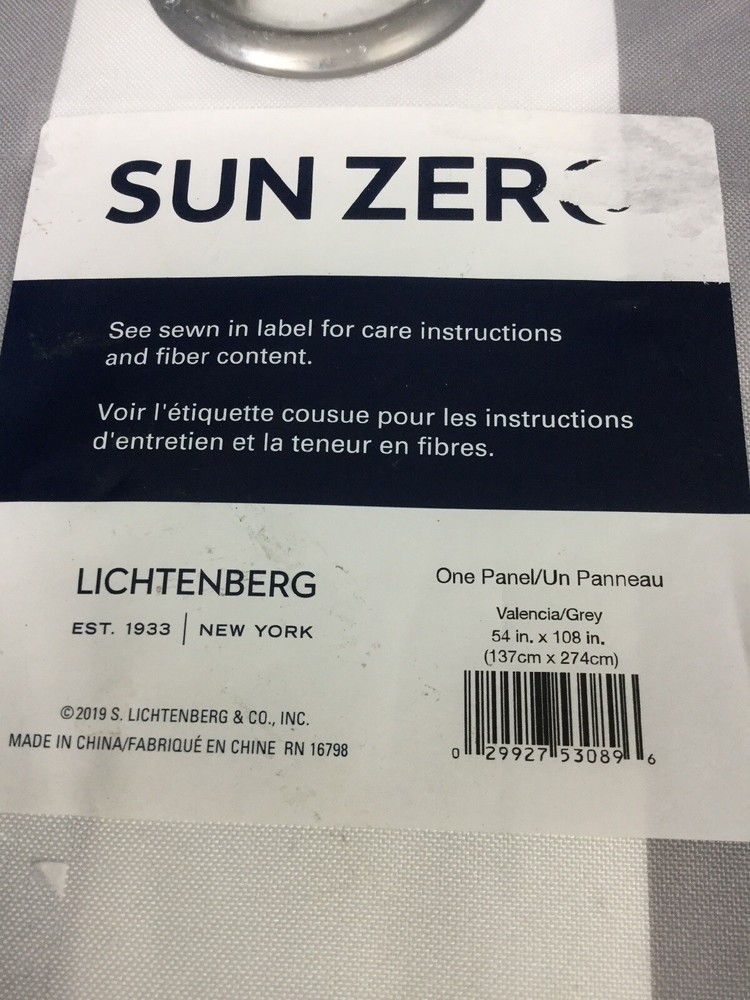 SUN ZERO
See sewn in label for care instructions
and fiber content.
Voir l'étiquette cousue pour les instructions
d'entretien et la teneur en fibres.
LICHTENBERG
EST. 1933 | NEW YORK
©2019 S. LICHTENBERG & CO., INC.
MADE IN CHINA/FABRIQUÉ EN CHINE RN 16798
One Panel/Un Panneau
Valencia/Grey
54 in. x 108 in.
(137cm x 274cm)
0 29927 53089 6